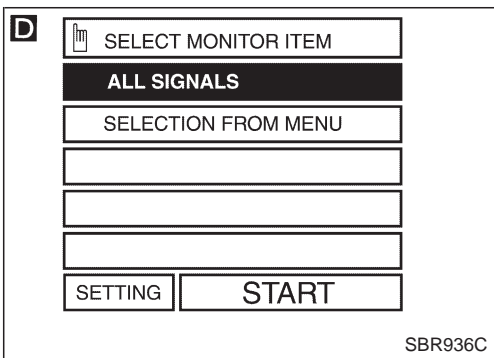 D
SELECT MONITOR ITEM
ALL SIGNALS
SELECTION FROM MENU
SETTING START
SBR936C